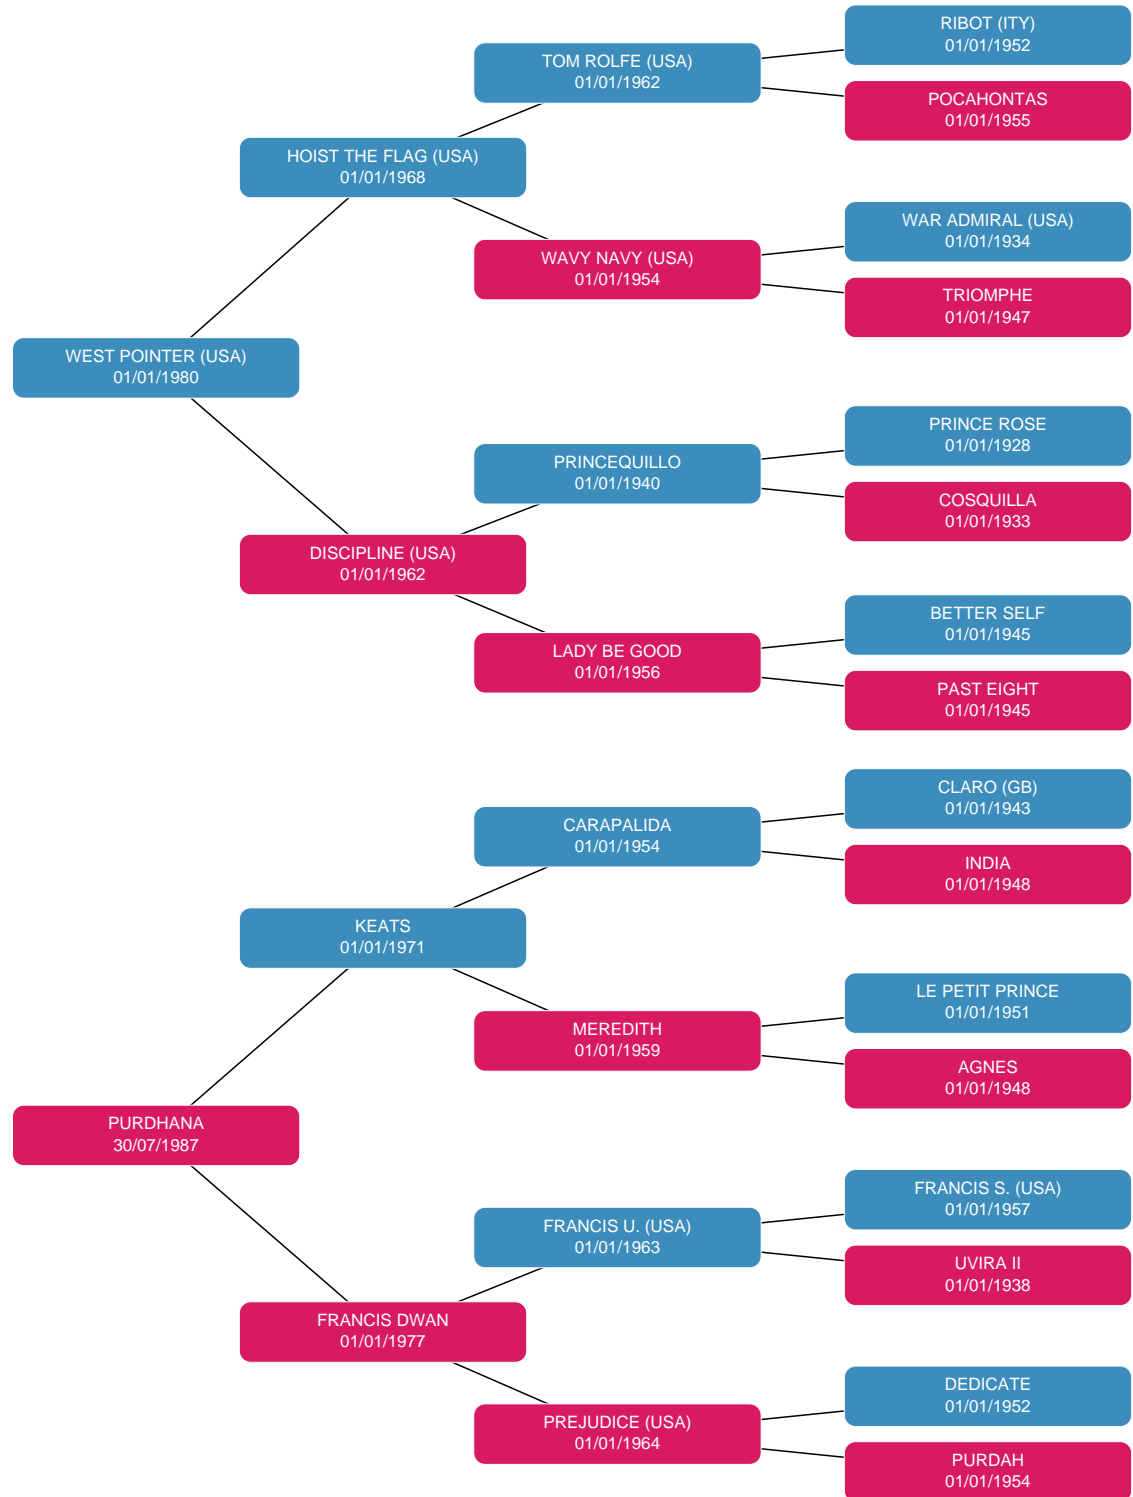 RIBOT (ITY)
01/01/1952
TOM ROLFE (USA)
01/01/1962
POCAHONTAS
01/01/1955
HOIST THE FLAG (USA)
01/01/1968
WAR ADMIRAL (USA)
01/01/1934
WAVY NAVY (USA)
01/01/1954
TRIOMPHE
01/01/1947
WEST POINTER (USA)
01/01/1980
PRINCE ROSE
01/01/1928
PRINCEQUILLO
01/01/1940
COSQUILLA
01/01/1933
DISCIPLINE (USA)
01/01/1962
BETTER SELF
01/01/1945
LADY BE GOOD
01/01/1956
PAST EIGHT
01/01/1945
CLARO (GB)
01/01/1943
CARAPALIDA
01/01/1954
INDIA
01/01/1948
KEATS
01/01/1971
LE PETIT PRINCE
01/01/1951
MEREDITH
01/01/1959
AGNES
01/01/1948
PURDHANA
30/07/1987
FRANCIS S. (USA)
01/01/1957
FRANCIS U. (USA)
01/01/1963
UVIRA II
01/01/1938
FRANCIS DWAN
01/01/1977
DEDICATE
01/01/1952
PREJUDICE (USA)
01/01/1964
PURDAH
01/01/1954